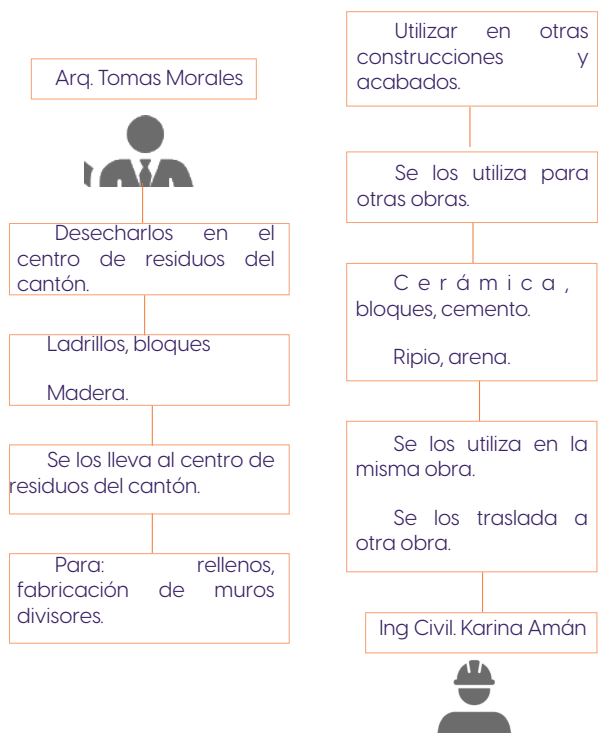 Arq. Tomas Morales
Desecharlos en el
centro de residuos del
cantón.
Ladrillos, bloques
Madera.
Se los lleva al centro de
residuos del cantón.
Para: rellenos,
fabricación de muros
divisores.
Utilizar en otras
construcciones y
acabados.
Se los utiliza para
otras obras.
Cerámica,
bloques, cemento.
Ripio, arena.
Se los utiliza en la
misma obra.
Se los traslada a
otra obra.
Ing Civil. Karina Amán